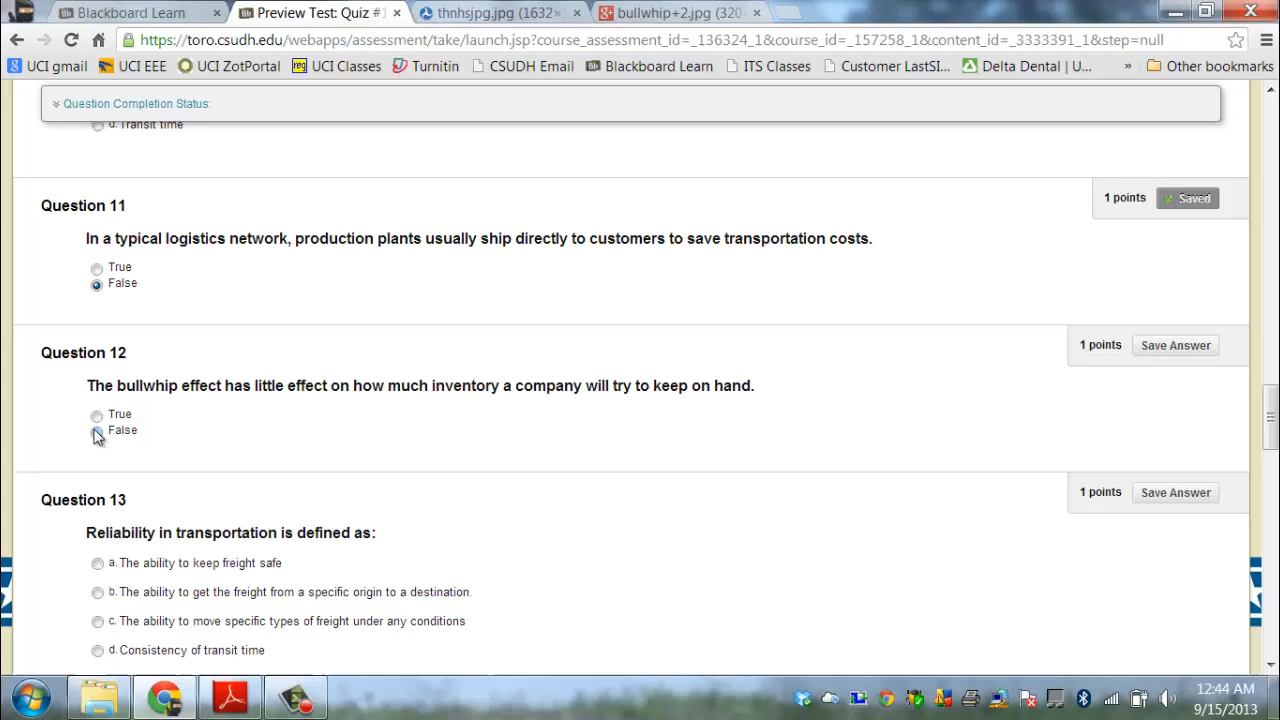 Blackboard Learn
Preview Test: Quiz #1
thnhsjpg.jpg (1632×
bullwhip+2.jpg (320
https://toro.csudh.edu/webapps/assessment/take/launch.jsp?course_assessment_id=_136324_1&course_id=_157258_1&content_id=_3333391_1&step=null
UCI gmail
UCI EEE
UCI ZotPortal
reg UCI Classes
Turnitin
CSUDH Email
Bb Blackboard Learn
ITS Classes
Customer LastSI...
Delta Dental | U...
» Other bookmarks
Question Completion Status:
d. Transit time
Question 11
1 points Saved
In a typical logistics network, production plants usually ship directly to customers to save transportation costs.
True
False
Question 12
1 points Save Answer
The bullwhip effect has little effect on how much inventory a company will try to keep on hand.
True
False
Question 13
1 points Save Answer
Reliability in transportation is defined as:
a. The ability to keep freight safe
b. The ability to get the freight from a specific origin to a destination.
c. The ability to move specific types of freight under any conditions
d. Consistency of transit time
12:44 AM
9/15/2013